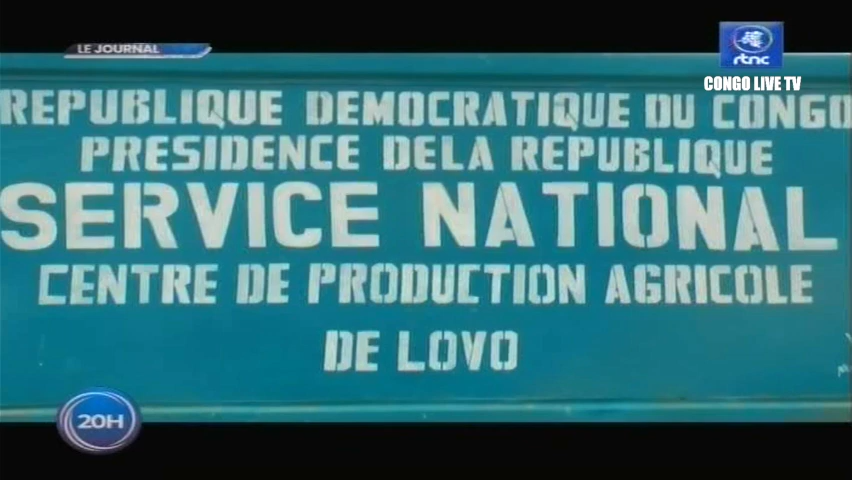 LE JOURNAL
rtnc
CONGO LIVE TV
REPUBLIQUE DEMOCRATIQUE DU CONGO
PRESIDENCE DELA REPUBLIQUE
SERVICE NATIONAL
CENTRE DE PRODUCTION AGRICOLE
DE LOVO
20H